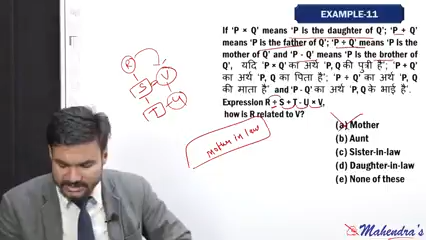 EXAMPLE-11
If 'P × Q' means 'P is the daughter of Q'; 'P + Q'
means 'P is the father of Q'; 'P ÷ Q' means 'P is the
mother of Q' and 'P - Q' means 'P is the brother of
Q', यदि 'P × Q' का अर्थ 'P, Q की पुत्री है'; 'P + Q'
का अर्थ 'P, Q का पिता है'; 'P ÷ Q' का अर्थ 'P, Q
की माता है' and 'P - Q' का अर्थ 'P, Q के भाई है'.
Expression R ÷ S + T - U × V,
how is R related to V?
(a) Mother
(b) Aunt
(c) Sister-in-law
(d) Daughter-in-law
(e) None of these
R
S
V
T
U
mother in law
Mahendra's